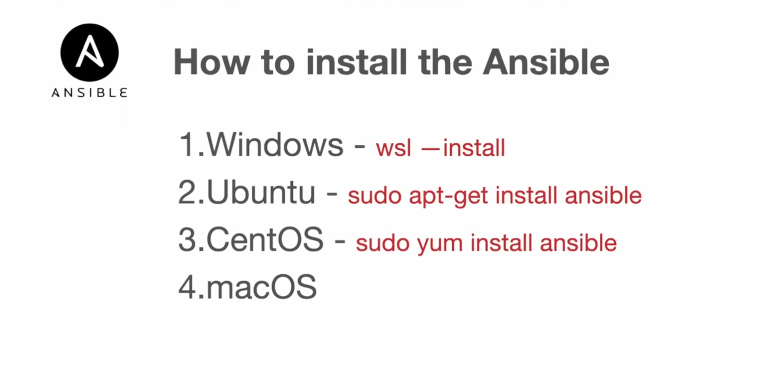 ANSIBLE
How to install the Ansible
1.Windows - wsl —install
2.Ubuntu - sudo apt-get install ansible
3.CentOS - sudo yum install ansible
4.macOS